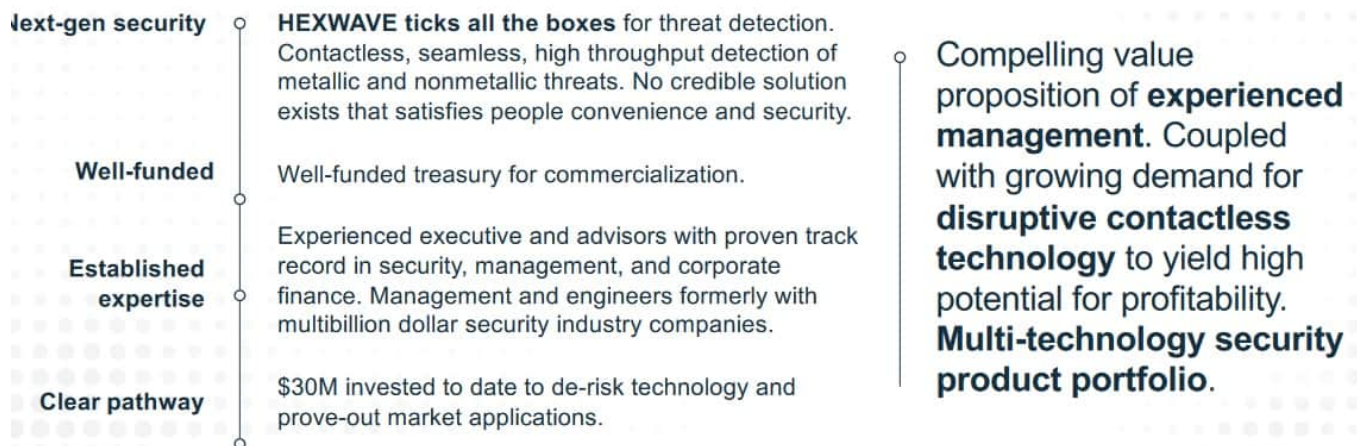 Next-gen security
HEXWAVE ticks all the boxes for threat detection.
Contactless, seamless, high throughput detection of
metallic and nonmetallic threats. No credible solution
exists that satisfies people convenience and security.
Well-funded
Well-funded treasury for commercialization.
Established
expertise
Experienced executive and advisors with proven track
record in security, management, and corporate
finance. Management and engineers formerly with
multibillion dollar security industry companies.
Clear pathway
$30M invested to date to de-risk technology and
prove-out market applications.
Compelling value
proposition of experienced
management. Coupled
with growing demand for
disruptive contactless
technology to yield high
potential for profitability.
Multi-technology security
product portfolio.